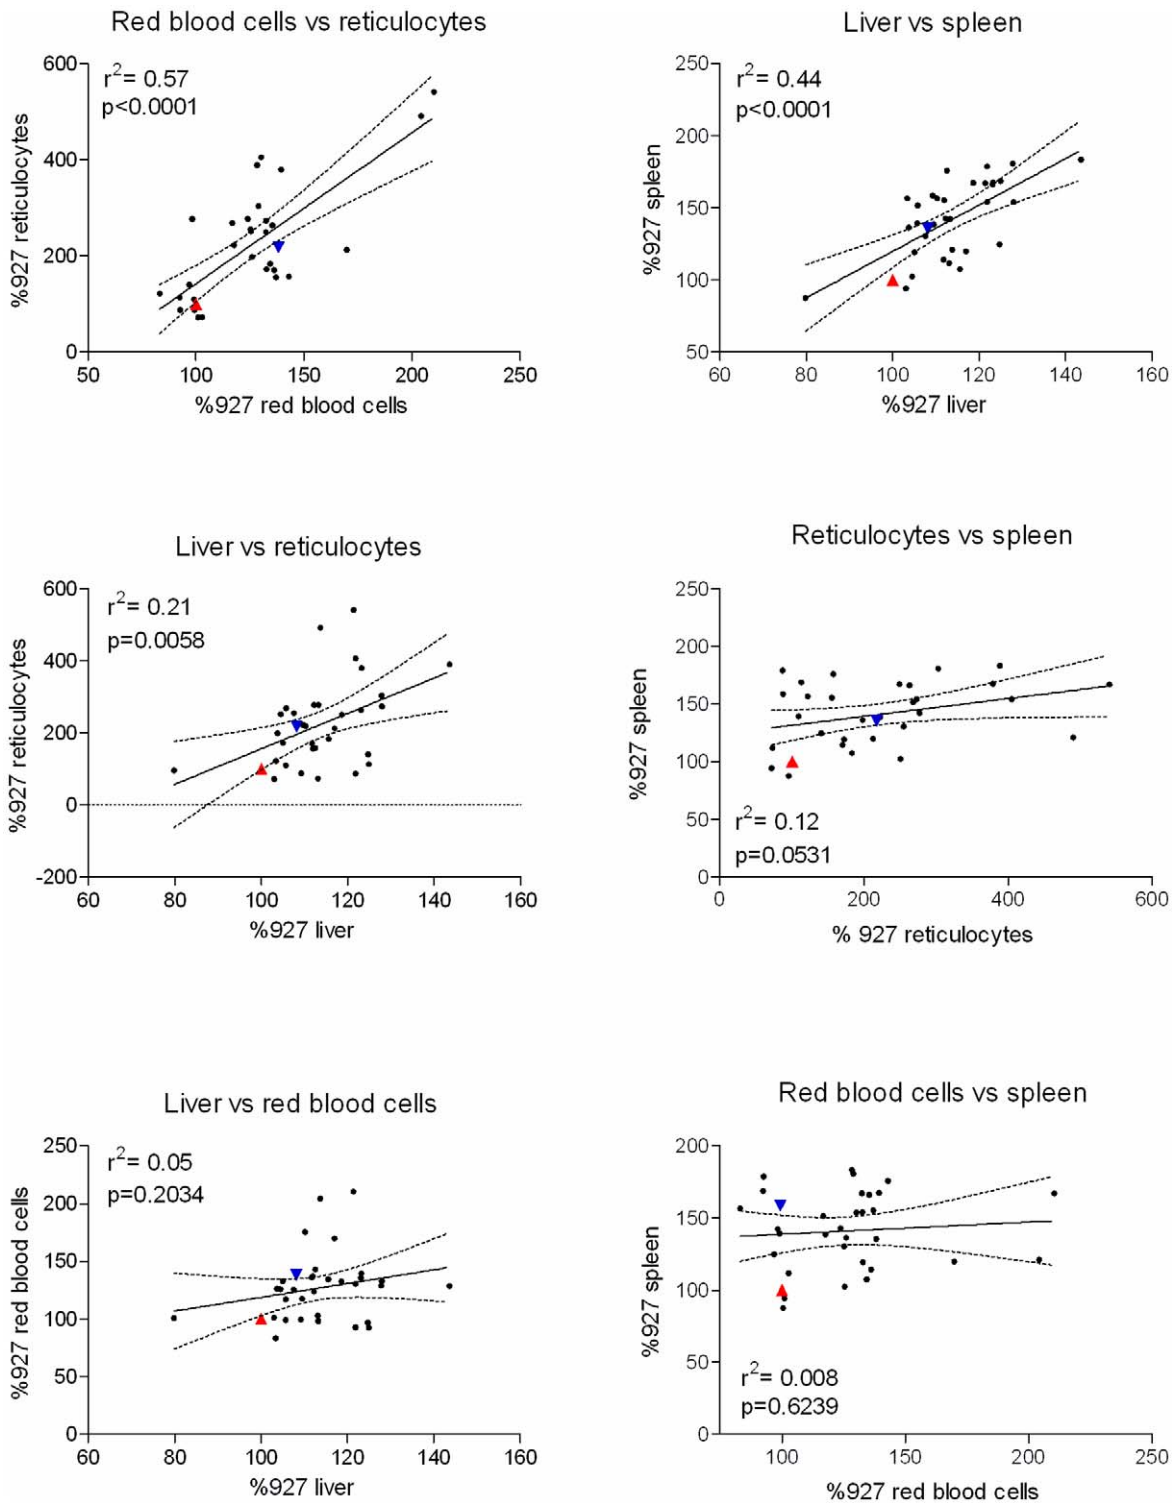 Red blood cells vs reticulocytes
r2= 0.57
p<0.0001
600
400
200
0
%927 reticulocytes
50 100 150 200 250
%927 red blood cells
Liver vs spleen
r2= 0.44
p<0.0001
250
200
150
100
50
%927 spleen
60 80 100 120 140 160
%927 liver
Liver vs reticulocytes
r2= 0.21
p=0.0058
600
400
200
0
-200
%927 reticulocytes
60 80 100 120 140 160
%927 liver
Reticulocytes vs spleen
250
200
150
100
50
0
%927 spleen
r2= 0.12
p=0.0531
0 200 400 600
% 927 reticulocytes
Liver vs red blood cells
r2= 0.05
p=0.2034
250
200
150
100
50
0
%927 red blood cells
60 80 100 120 140 160
%927 liver
Red blood cells vs spleen
200
150
100
50
0
%927 spleen
r2= 0.008
p=0.6239
100 150 200 250
%927 red blood cells